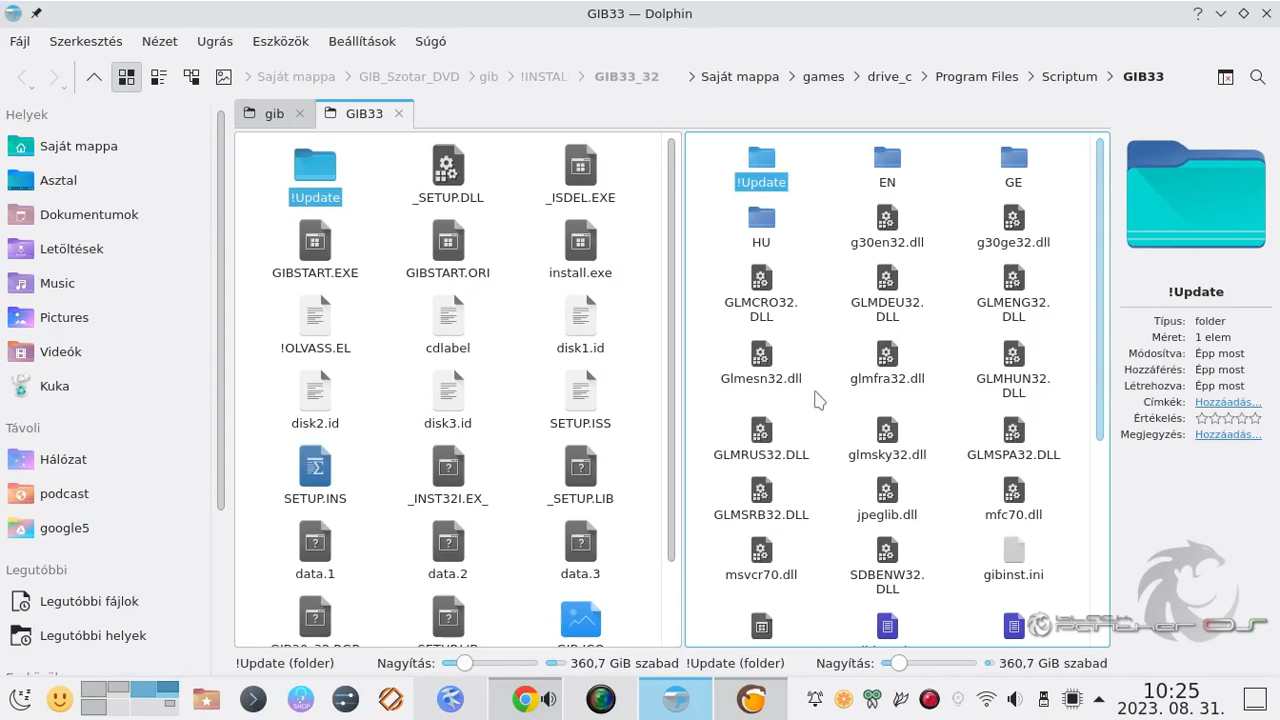 GIB33 — Dolphin
Fájl Szerkesztés Nézet Ugrás Eszközök Beállítások Súgó
Saját mappa GIB_Szotar_DVD gib !INSTAL GIB33_32 Saját mappa games drive_c Program Files Scriptum GIB33
Helyek
Saját mappa
Asztal
Dokumentumok
Letöltések
Music
Pictures
Videók
Kuka
Távoli
Hálózat
podcast
google5
Legutóbbi
Legutóbbi fájlok
Legutóbbi helyek
gib GIB33
!Update _SETUP.DLL _ISDEL.EXE
GIBSTART.EXE GIBSTART.ORI install.exe
!OLVASS.EL cdlabel disk1.id
disk2.id disk3.id SETUP.ISS
SETUP.INS _INST32I.EX_ _SETUP.LIB
data.1 data.2 data.3
!Update (folder) Nagyítás: 360,7 GiB szabad
!Update EN GE
HU g30en32.dll g30ge32.dll
GLMCRO32.DLL GLMDEU32.DLL GLMENG32.DLL
Glmesn32.dll glmfra32.dll GLMHUN32.DLL
GLMRUS32.DLL glmsky32.dll GLMSPA32.DLL
GLMSRB32.DLL jpeglib.dll mfc70.dll
msvcr70.dll SDBENW32.DLL gibinst.ini
!Update (folder) Nagyítás: 360,7 GiB szabad
!Update
Típus: folder
Méret: 1 elem
Módosítva: Épp most
Hozzáférés: Épp most
Létrehozva: Épp most
Címkék: Hozzáadás...
Értékelés:
Megjegyzés: Hozzáadás...
10:25
2023. 08. 31.